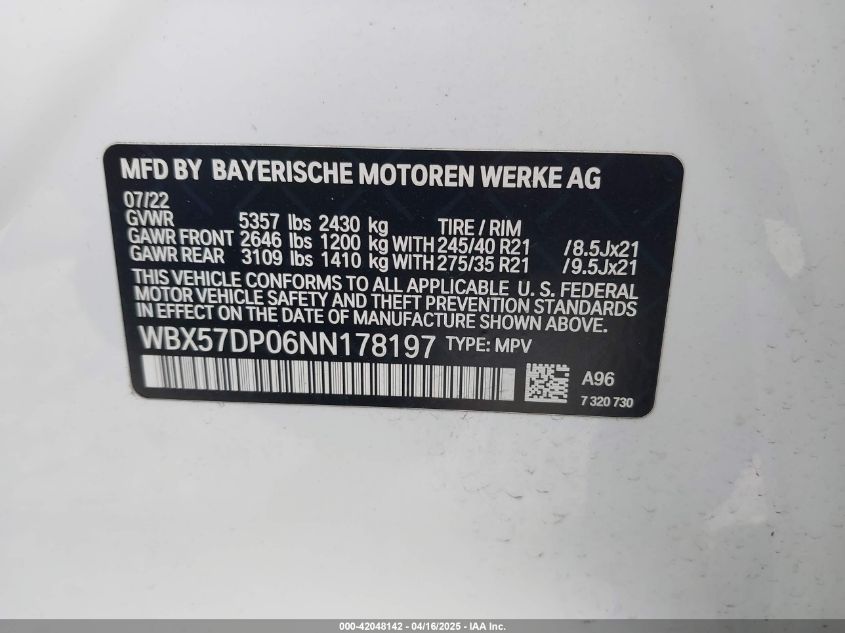 MFD BY BAYERISCHE MOTOREN WERKE AG
07/22
GVWR 5357 lbs 2430 kg TIRE / RIM
GAWR FRONT 2646 lbs 1200 kg WITH 245/40 R21 /8.5Jx21
GAWR REAR 3109 lbs 1410 kg WITH 275/35 R21 /9.5Jx21
THIS VEHICLE CONFORMS TO ALL APPLICABLE U. S. FEDERAL
MOTOR VEHICLE SAFETY AND THEFT PREVENTION STANDARDS
IN EFFECT ON THE DATE OF MANUFACTURE SHOWN ABOVE.
WBX57DP06NN178197 TYPE: MPV
A96
7 320 730
000-42048142 - 04/16/2025 - IAA Inc.